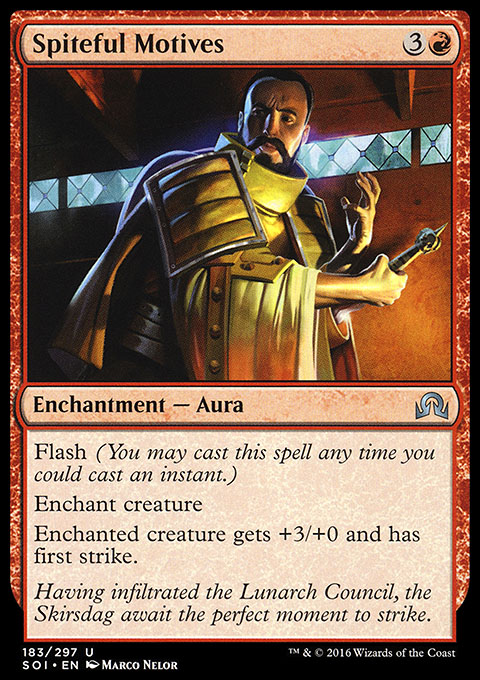 Spiteful Motives 3
Enchantment — Aura
Flash (You may cast this spell any time you
could cast an instant.)
Enchant creature
Enchanted creature gets +3/+0 and has
first strike.
Having infiltrated the Lunarch Council, the
Skirsdag await the perfect moment to strike.
183/297 U
SOI • EN Marco Nelor ™ & © 2016 Wizards of the Coast